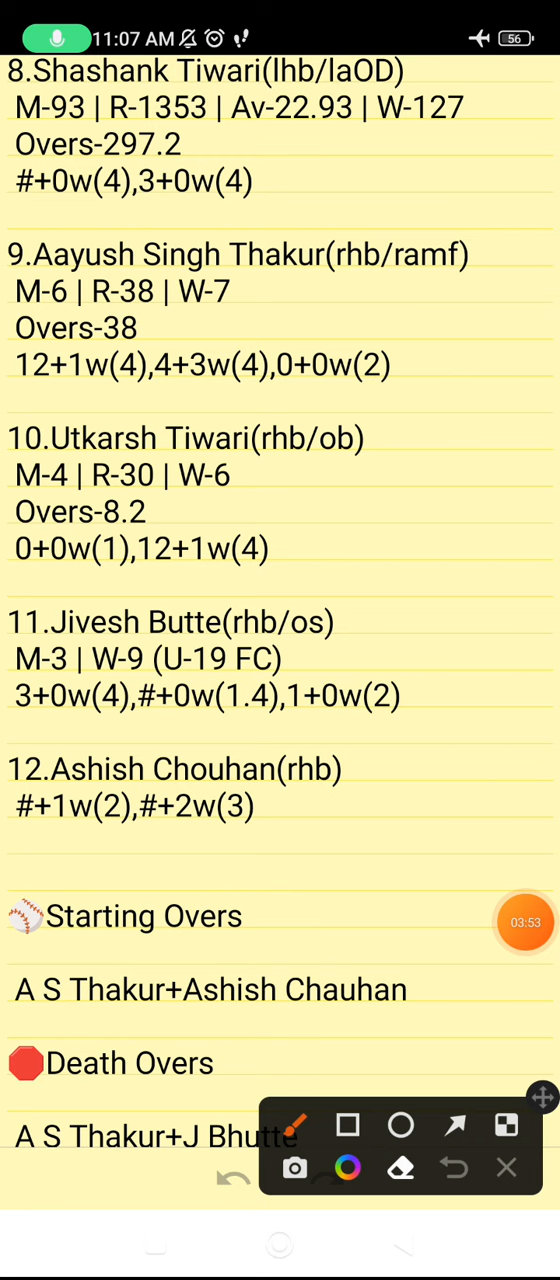 11:07 AM
56
8.Shashank Tiwari(lhb/laOD)
M-93 | R-1353 | Av-22.93 | W-127
Overs-297.2
#+0w(4),3+0w(4)
9.Aayush Singh Thakur(rhb/ramf)
M-6 | R-38 | W-7
Overs-38
12+1w(4),4+3w(4),0+0w(2)
10.Utkarsh Tiwari(rhb/ob)
M-4 | R-30 | W-6
Overs-8.2
0+0w(1),12+1w(4)
11.Jivesh Butte(rhb/os)
M-3 | W-9 (U-19 FC)
3+0w(4),#+0w(1.4),1+0w(2)
12.Ashish Chouhan(rhb)
#+1w(2),#+2w(3)
Starting Overs
03:53
A S Thakur+Ashish Chauhan
Death Overs
A S Thakur+J Bhutte